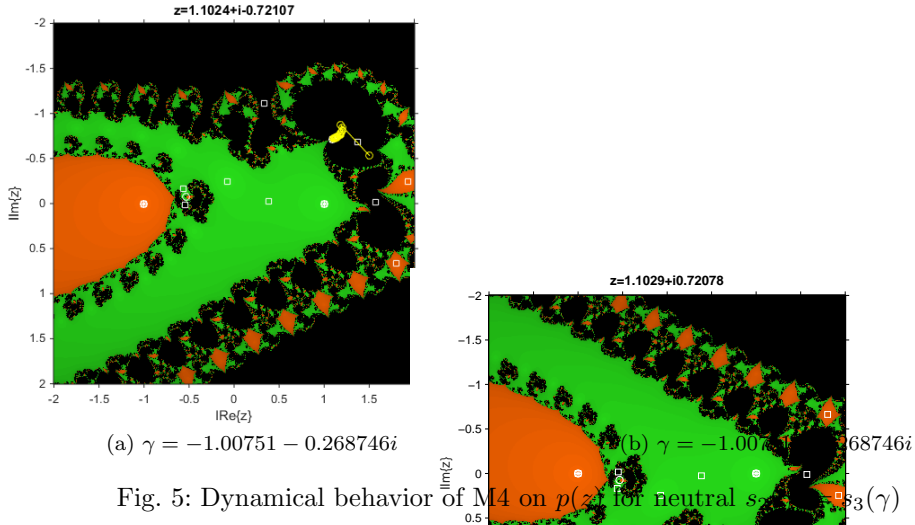 z=1.1024+i-0.72107
-2
-1.5
-1
-0.5
0
0.5
1
1.5
2
-2 -1.5 -1 -0.5 0 0.5 1 1.5
IIm{z}
IRe{z}
(a) γ = −1.00751 − 0.268746i
z=1.1029+i0.72078
−2
−1.5
−1
−0.5
0
0.5
IIm{z}
(b) γ = −1.007 68746i
Fig. 5: Dynamical behavior of M4 on p(z) for neutral s₃(γ)